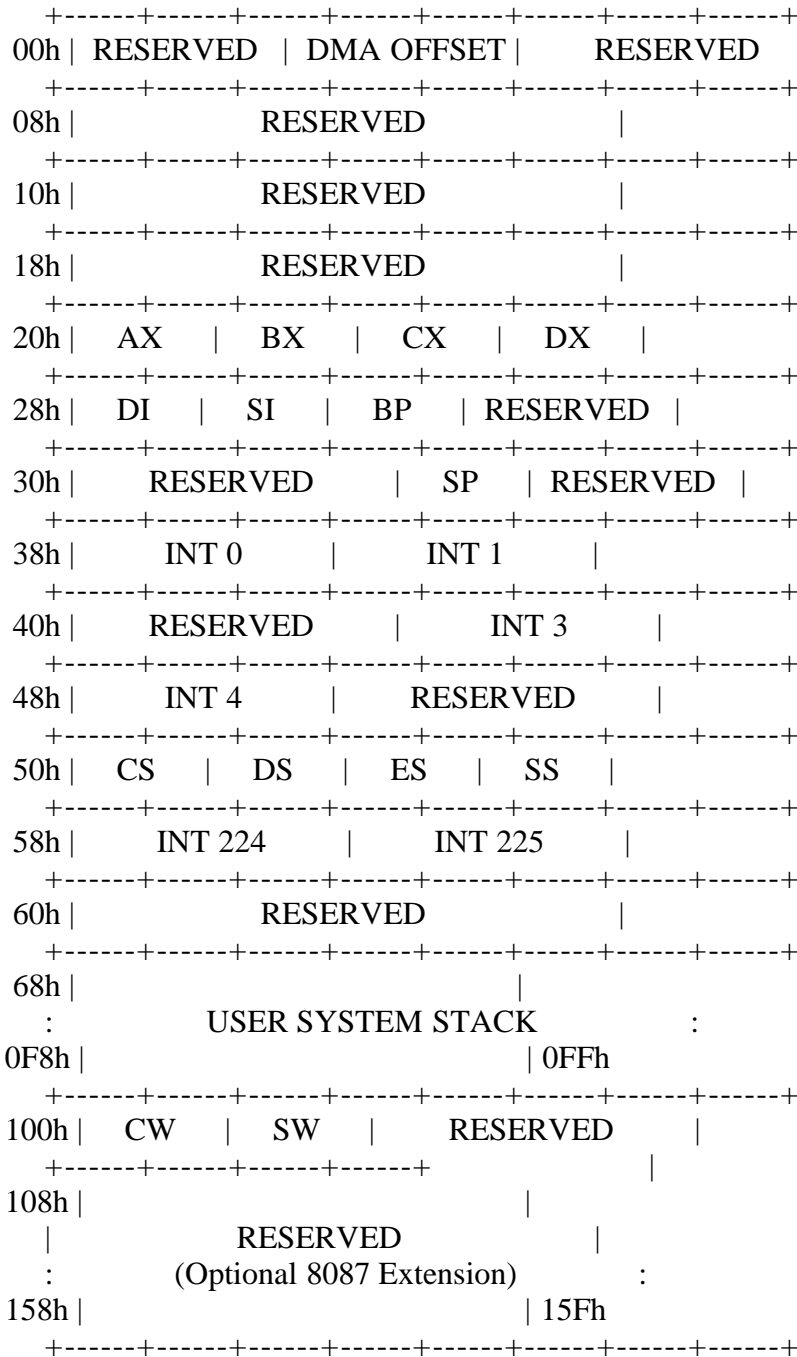 +------+------+------+------+------+------+------+------+
00h | RESERVED | DMA OFFSET | RESERVED
+------+------+------+------+------+------+------+------+
08h | RESERVED |
+------+------+------+------+------+------+------+------+
10h | RESERVED |
+------+------+------+------+------+------+------+------+
18h | RESERVED |
+------+------+------+------+------+------+------+------+
20h | AX | BX | CX | DX |
+------+------+------+------+------+------+------+------+
28h | DI | SI | BP | RESERVED |
+------+------+------+------+------+------+------+------+
30h | RESERVED | SP | RESERVED |
+------+------+------+------+------+------+------+------+
38h | INT 0 | INT 1 |
+------+------+------+------+------+------+------+------+
40h | RESERVED | INT 3 |
+------+------+------+------+------+------+------+------+
48h | INT 4 | RESERVED |
+------+------+------+------+------+------+------+------+
50h | CS | DS | ES | SS |
+------+------+------+------+------+------+------+------+
58h | INT 224 | INT 225 |
+------+------+------+------+------+------+------+------+
60h | RESERVED |
+------+------+------+------+------+------+------+------+
68h | |
: USER SYSTEM STACK :
0F8h | | 0FFh
+------+------+------+------+------+------+------+------+
100h | CW | SW | RESERVED |
+------+------+------+------+ |
108h | |
| RESERVED |
: (Optional 8087 Extension) :
158h | | 15Fh
+------+------+------+------+------+------+------+------+